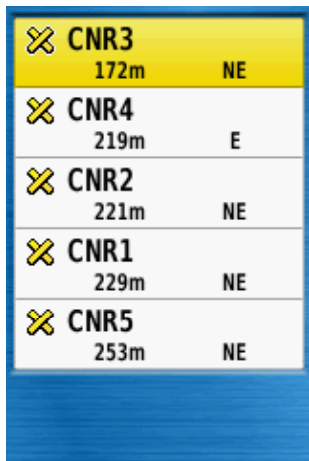 CNR3
172m NE
CNR4
219m E
CNR2
221m NE
CNR1
229m NE
CNR5
253m NE